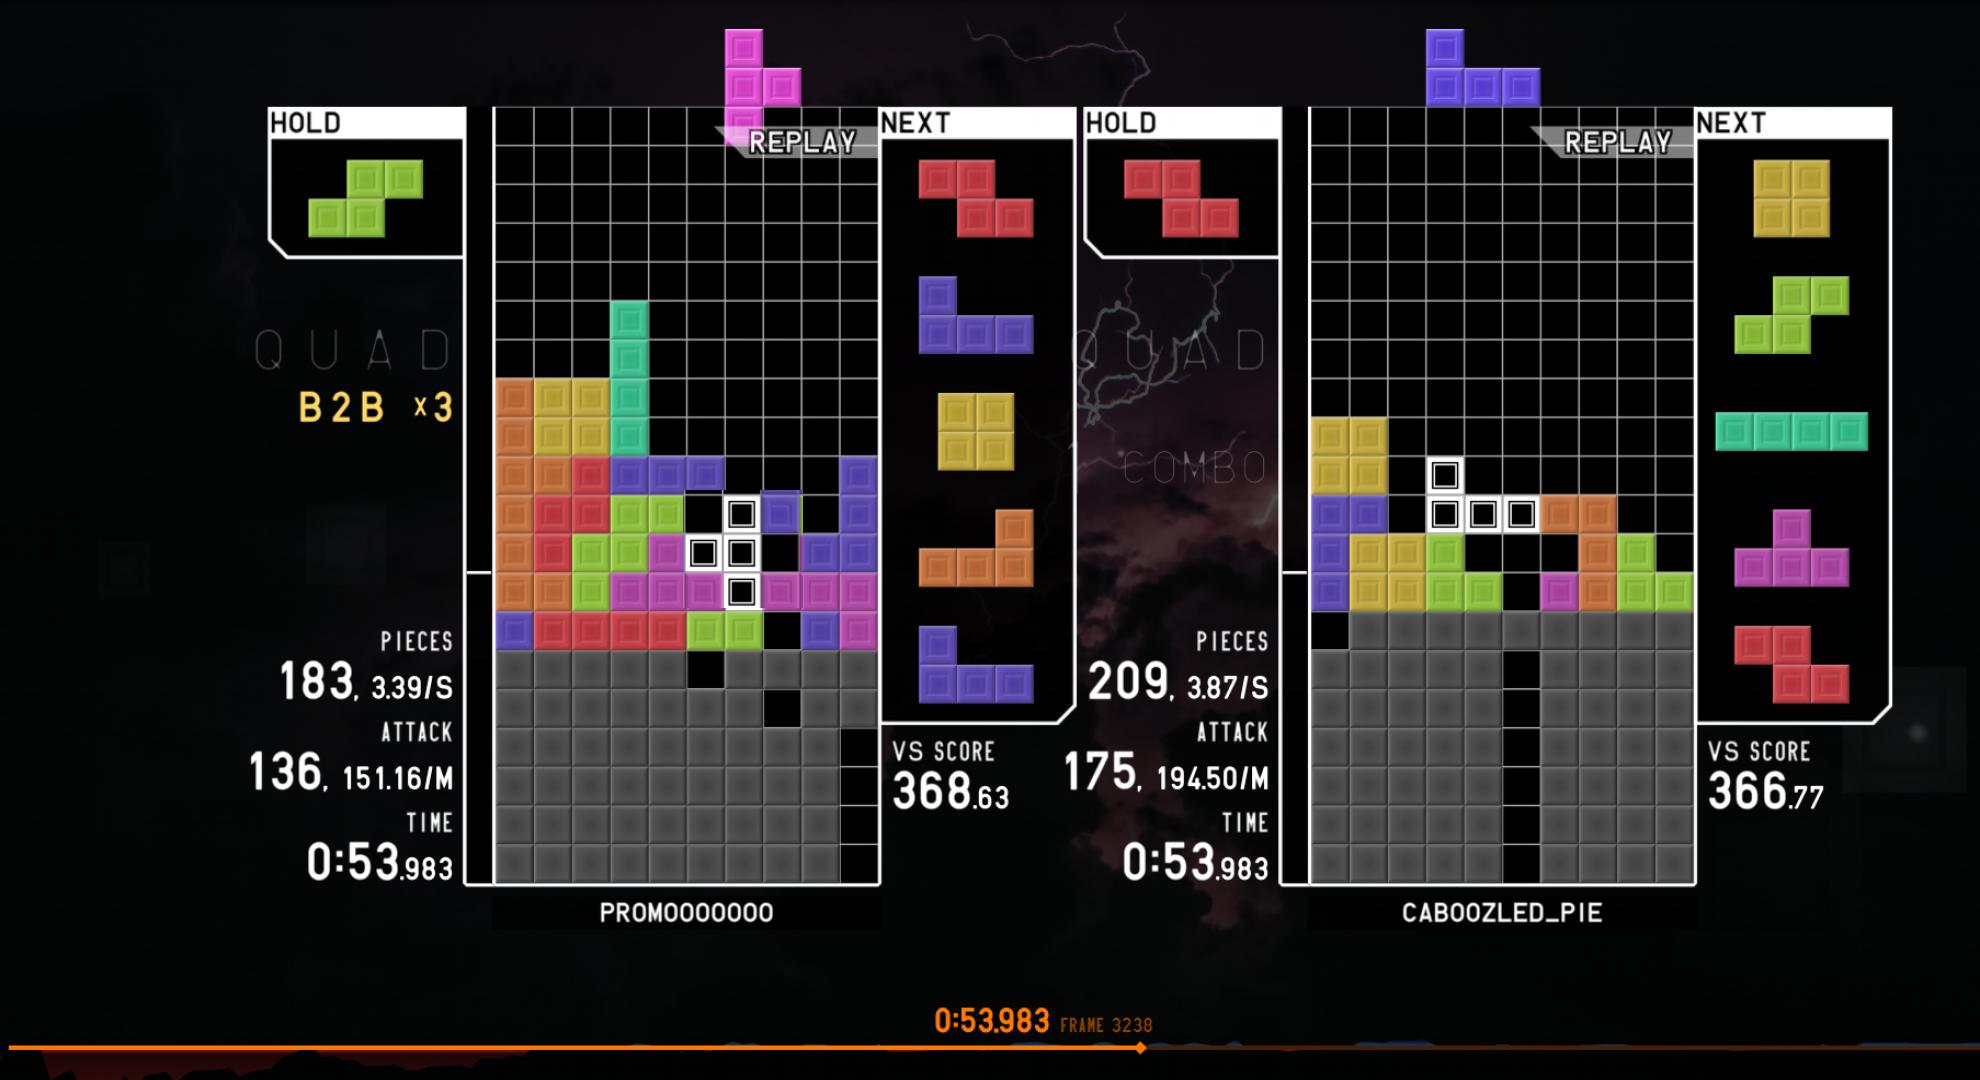 HOLD
REPLAY
NEXT
QUAD
B2B x3
PIECES
183, 3.39/S
ATTACK
136, 151.16/M
TIME
0:53.983
VS SCORE
368.63
PROMOOOOOOO
HOLD
REPLAY
NEXT
QUAD
COMBO
PIECES
209, 3.87/S
ATTACK
175, 194.50/M
TIME
0:53.983
VS SCORE
366.77
CABOOZLED_PIE
0:53.983 FRAME 3238